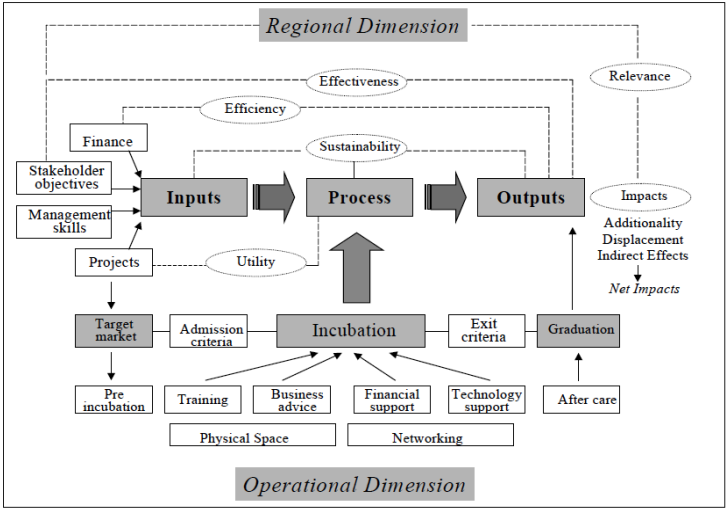 Regional Dimension
Effectiveness
Relevance
Efficiency
Finance
Sustainability
Stakeholder
objectives
Inputs
Process
Outputs
Impacts
Management
skills
Additionality
Displacement
Indirect Effects
Projects
Utility
Net Impacts
Target
market
Admission
criteria
Incubation
Exit
criteria
Graduation
Pre
incubation
Training
Business
advice
Financial
support
Technology
support
After care
Physical Space
Networking
Operational Dimension